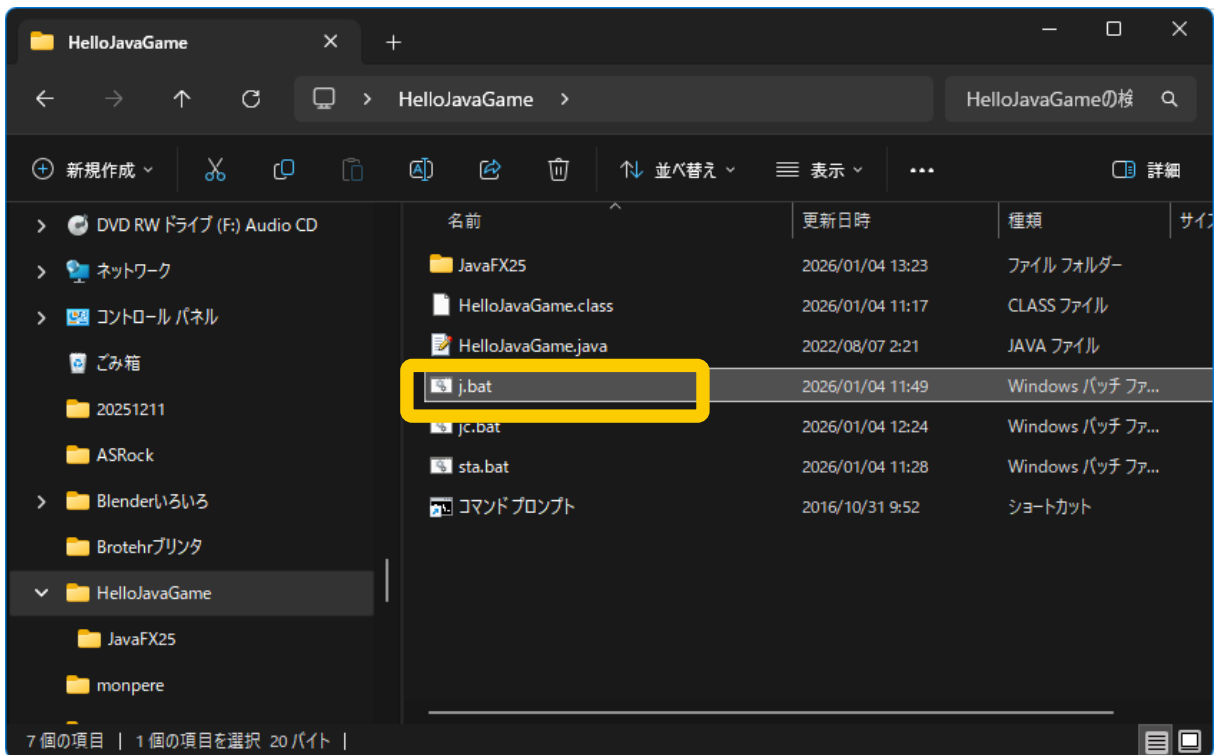 HelloJavaGame
HelloJavaGame
HelloJavaGameの検
新規作成
並べ替え
表示
詳細
DVD RW ドライブ (F:) Audio CD
ネットワーク
コントロール パネル
ごみ箱
20251211
ASRock
Blenderいろいろ
Brotehrプリンタ
HelloJavaGame
JavaFX25
monpere
名前 更新日時 種類 サイズ
JavaFX25 2026/01/04 13:23 ファイル フォルダー
HelloJavaGame.class 2026/01/04 11:17 CLASS ファイル
HelloJavaGame.java 2022/08/07 2:21 JAVA ファイル
j.bat 2026/01/04 11:49 Windows バッチ ファ...
jc.bat 2026/01/04 12:24 Windows バッチ ファ...
sta.bat 2026/01/04 11:28 Windows バッチ ファ...
コマンド プロンプト 2016/10/31 9:52 ショートカット
7 個の項目 | 1 個の項目を選択 20 バイト |